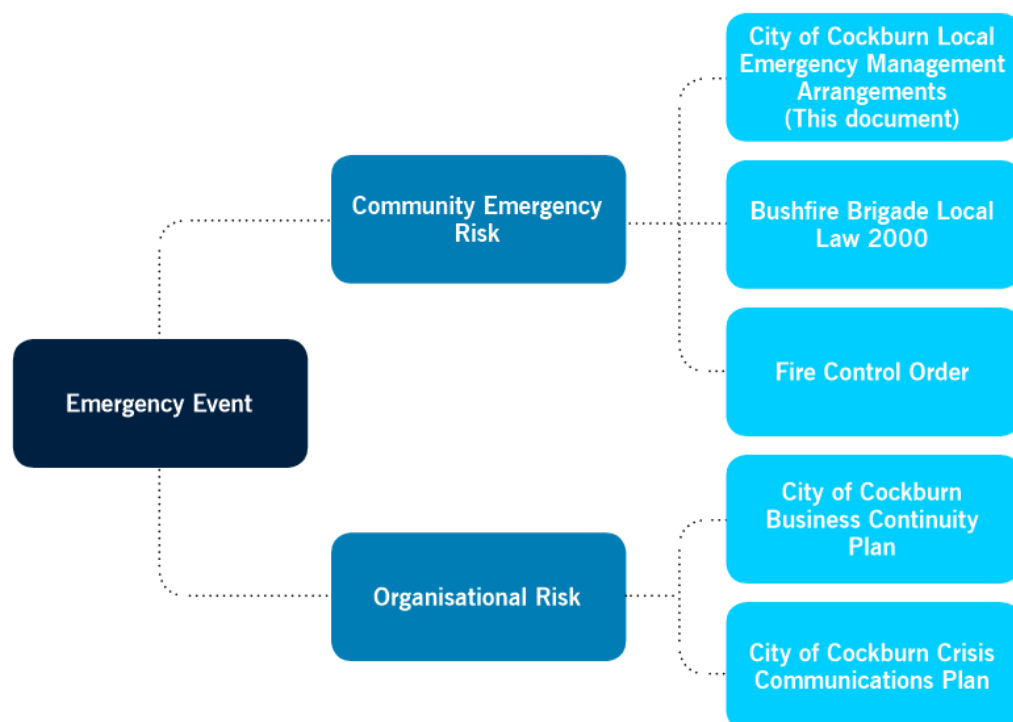 Emergency Event
Community Emergency
Risk
City of Cockburn Local
Emergency Management
Arrangements
(This document)
Bushfire Brigade Local
Law 2000
Fire Control Order
Organisational Risk
City of Cockburn
Business Continuity
Plan
City of Cockburn Crisis
Communications Plan